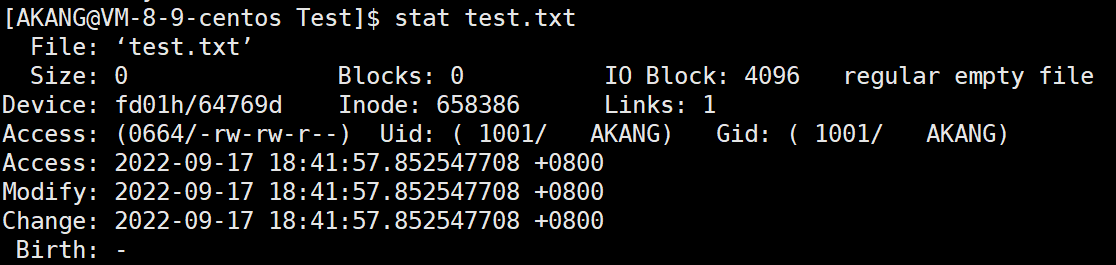 [AKANG@VM-8-9-centos Test]$ stat test.txt
  File: ‘test.txt’
  Size: 0               Blocks: 0          IO Block: 4096   regular empty file
Device: fd01h/64769d    Inode: 658386      Links: 1
Access: (0664/-rw-rw-r--)  Uid: ( 1001/   AKANG)   Gid: ( 1001/   AKANG)
Access: 2022-09-17 18:41:57.852547708 +0800
Modify: 2022-09-17 18:41:57.852547708 +0800
Change: 2022-09-17 18:41:57.852547708 +0800
 Birth: -